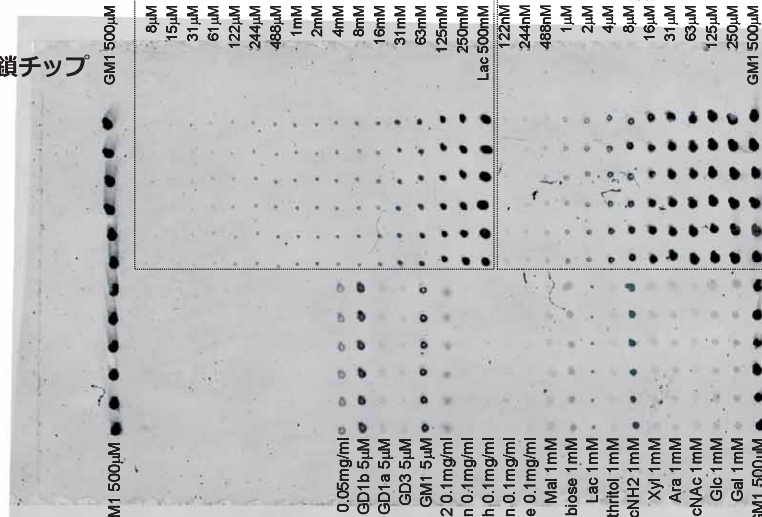 鎖チップ
GM1 500μM
8μM
15μM
31μM
61μM
122μM
244μM
488μM
1mM
2mM
4mM
8mM
16mM
31mM
63mM
125mM
250mM
Lac 500mM
122nM
244nM
488nM
1μM
2μM
4μM
8μM
16μM
31μM
63μM
125μM
250μM
GM1 500μM
M1 500μM
0.05mg/ml
GD1b 5μM
GD1a 5μM
GD3 5μM
GM1 5μM
2 0.1mg/ml
n 0.1mg/ml
h 0.1mg/ml
n 0.1mg/ml
e 0.1mg/ml
Mal 1mM
biose 1mM
Lac 1mM
thritol 1mM
cNH2 1mM
Xyl 1mM
Ara 1mM
cNAc 1mM
Glc 1mM
Gal 1mM
GM1 500μM